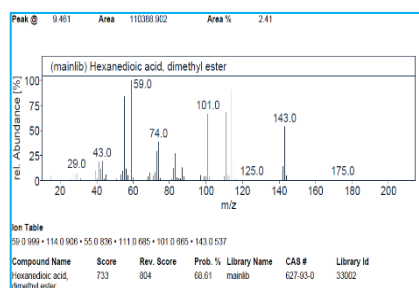 Peak @ 9.461 Area 110388.902 Area % 2.41
(mainlib) Hexanedioic acid, dimethyl ester
rel. Abundance [%]
100
75
50
25
0
59.0
101.0
143.0
74.0
43.0
29.0
125.0
175.0
20 40 60 80 100 120 140 160 180 200
m/z
Ion Table
59.0 999 • 114.0 906 • 55.0 836 • 111.0 685 • 101.0 665 • 143.0 537
Compound Name Score Rev. Score Prob. % Library Name CAS # Library Id
Hexanedioic acid, 733 804 68.61 mainlib 627-93-0 33002
dimethyl ester